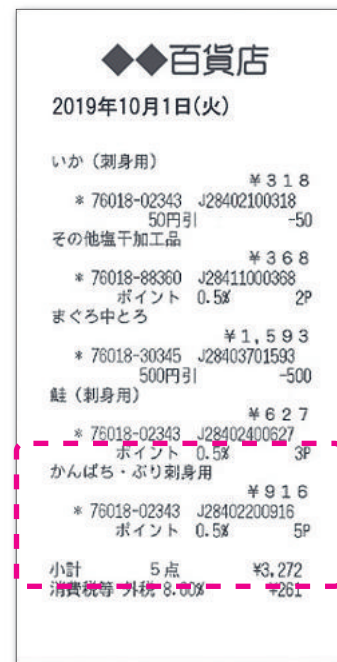 ◆◆百貨店
2019年10月1日(火)
いか（刺身用）
¥318
* 76018-02343 J28402100318
50円引 -50
その他塩干加工品
¥368
* 76018-88360 J28411000368
ポイント 0.5% 2P
まぐろ中とろ
¥1,593
* 76018-30345 J28403701593
500円引 -500
鮭（刺身用）
¥627
* 76018-02343 J28402400627
ポイント 0.5% 3P
かんぱち・ぶり刺身用
¥916
* 76018-02343 J28402200916
ポイント 0.5% 5P
小計 5点 ¥3,272
消費税等 外税 8.00% ¥261